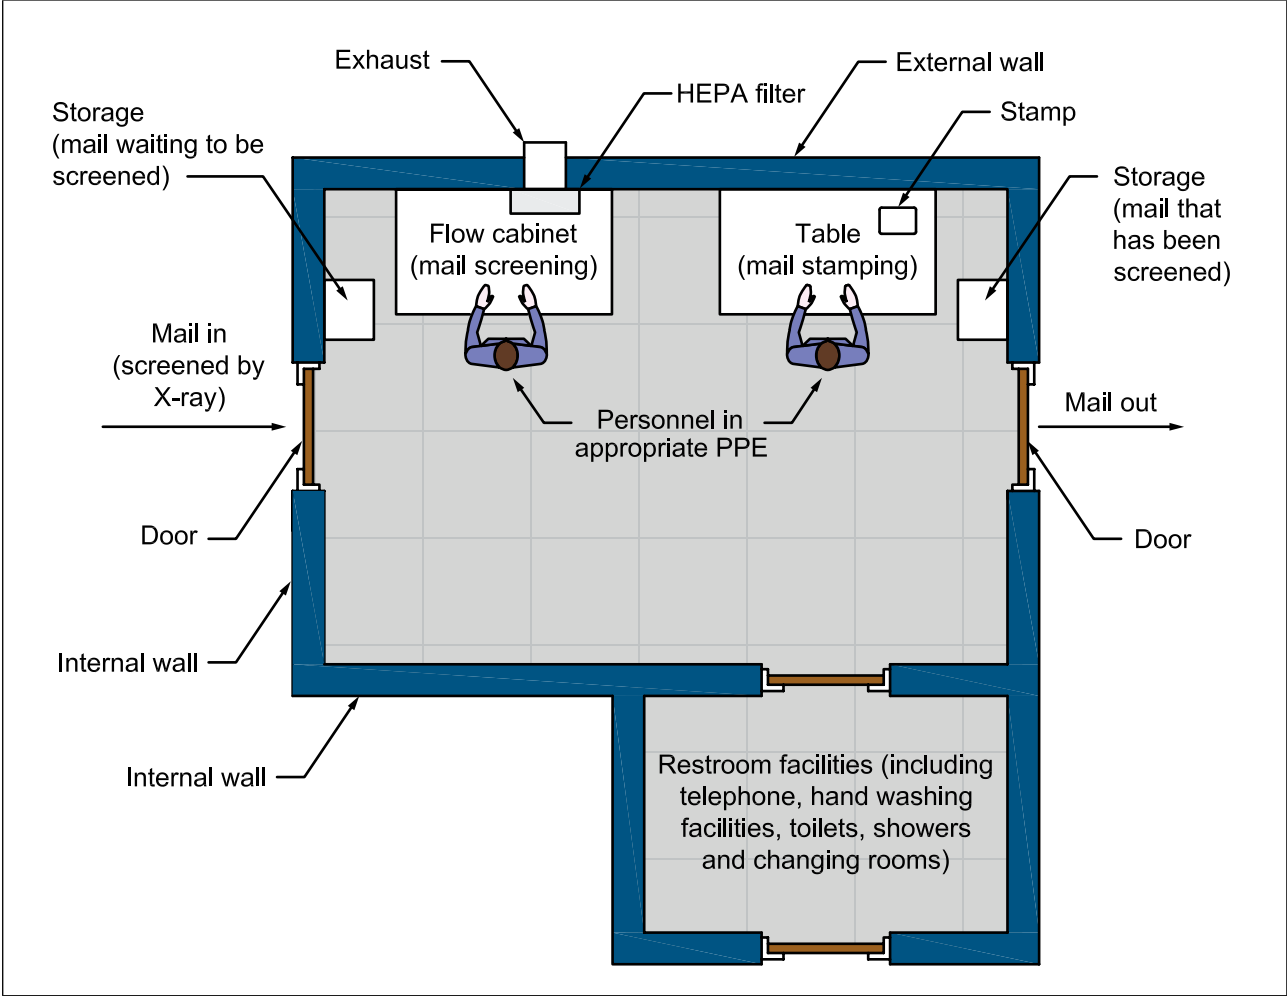 Exhaust
External wall
HEPA filter
Stamp
Storage
(mail waiting to be
screened)
Storage
(mail that
has been
screened)
Flow cabinet
(mail screening)
Table
(mail stamping)
Mail in
(screened by
X-ray)
Mail out
Personnel in
appropriate PPE
Door
Door
Internal wall
Internal wall
Restroom facilities (including
telephone, hand washing
facilities, toilets, showers
and changing rooms)